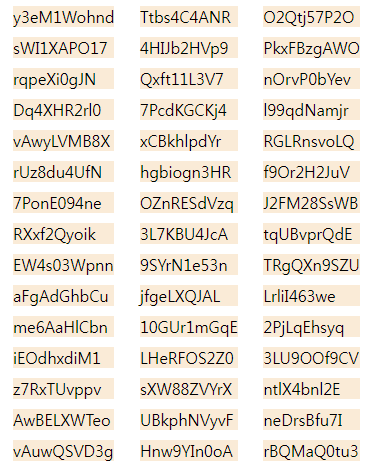 y3eM1Wohnd Ttbs4C4ANR O2Qtj57P2O
sWI1XAPO17 4HIJb2HVp9 PkxFBzgAWO
rqpeXi0gJN Qxft11L3V7 nOrvP0bYev
Dq4XHR2rl0 7PcdKGCKj4 l99qdNamjr
vAwyLVMB8X xCBkhlpdYr RGLRnsvoLQ
rUz8du4UfN hgbiogn3HR f9Or2H2JuV
7PonE094ne OZnRESdVzq J2FM28SsWB
RXxf2Qyoik 3L7KBU4JcA tqUBvprQdE
EW4s03Wpnn 9SYrN1e53n TRgQXn9SZU
aFgAdGhbCu jfgeLXQJAL LrliI463we
me6AaHlCbn 10GUr1mGqE 2PjLqEhsyq
iEOdhxdiM1 LHeRFOS2Z0 3LU9OOf9CV
z7RxTUvppv sXW88ZVYrX ntlX4bnl2E
AwBELXWTeo UBkphNVyvF neDrsBfu7I
vAuwQSVD3g Hnw9YIn0oA rBQMaQ0tu3